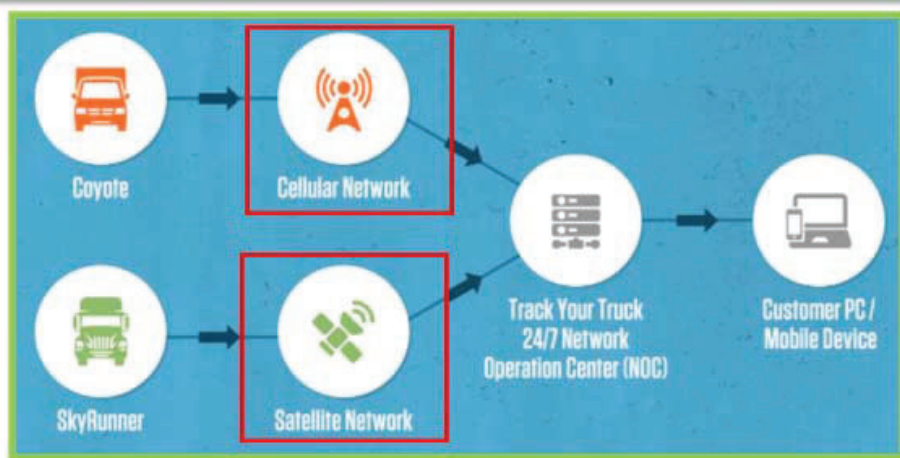 Coyote
Cellular Network
Track Your Truck
24/7 Network
Operation Center (NOC)
Customer PC /
Mobile Device
SkyRunner
Satellite Network